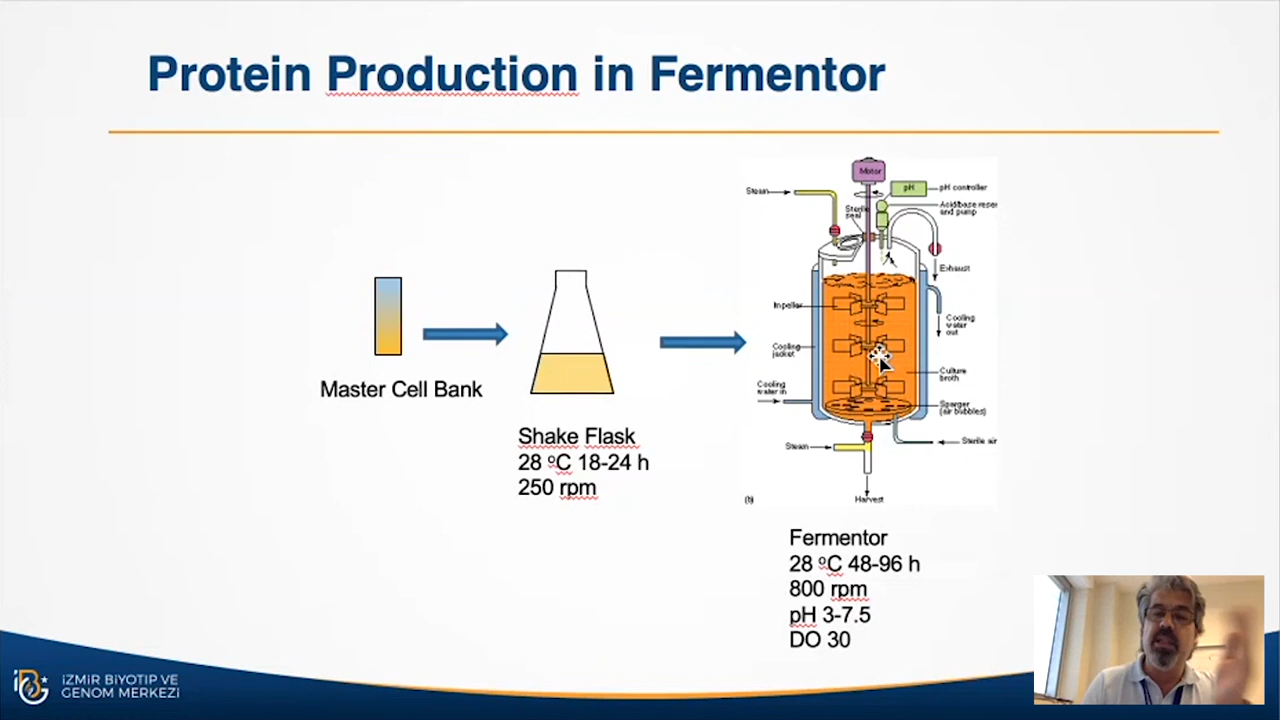 Protein Production in Fermentor
Master Cell Bank
Shake Flask
28 ºC 18-24 h
250 rpm
Motor
Steam
pH
pH controller
Sterile
seal
Acid/base reser
and pump
Exhaust
Impeller
Cooling
water
out
Cooling
jacket
Culture
broth
Cooling
water in
Sparger
(air bubbles)
Steam
Sterile air
(b)
Harvest
Fermentor
28 ºC 48-96 h
800 rpm
pH 3-7.5
DO 30
İZMİR BİYOTIP VE
GENOM MERKEZİ